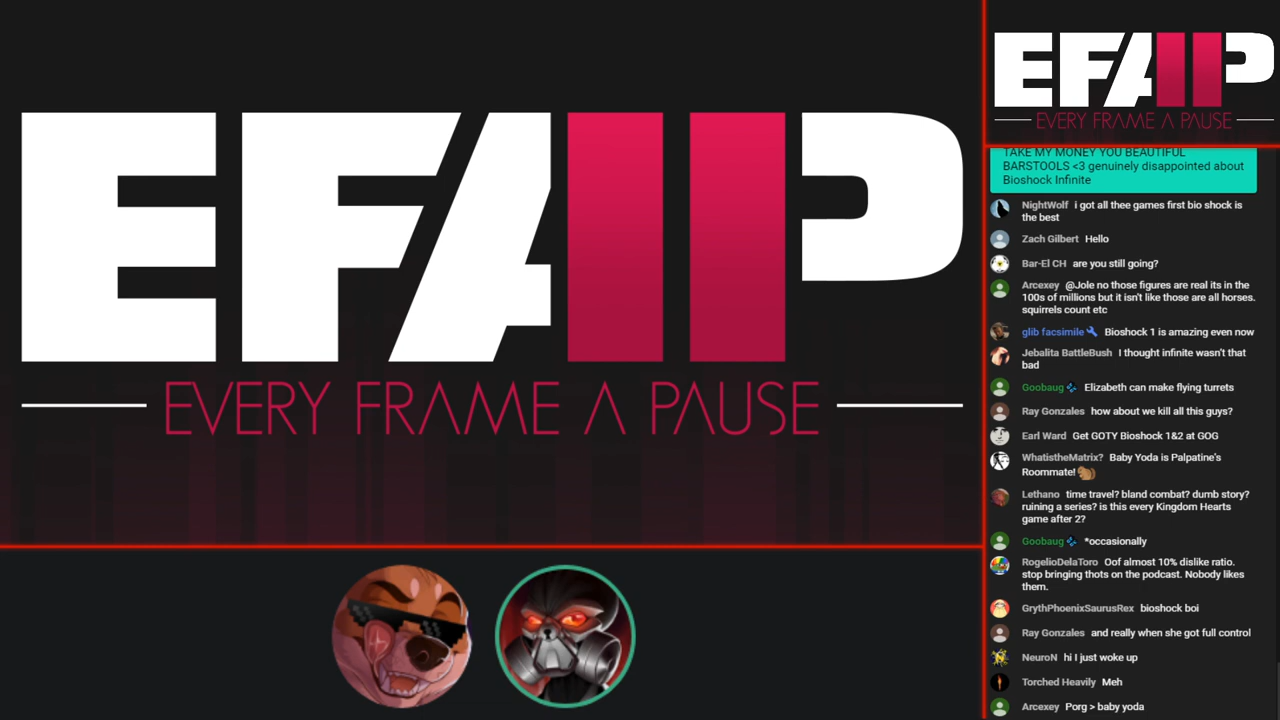 EFAP
EVERY FRAME A PAUSE
EFAP
EVERY FRAME A PAUSE
TAKE MY MONEY YOU BEAUTIFUL
BARSTOOLS <3 genuinely disappointed about
Bioshock Infinite
NightWolf i got all thee games first bio shock is
the best
Zach Gilbert Hello
Bar-El CH are you still going?
Arcexey @Jole no those figures are real its in the
100s of millions but it isn't like those are all horses.
squirrels count etc
glib facsimile Bioshock 1 is amazing even now
Jebalita BattleBush I thought infinite wasn't that
bad
Goobaug Elizabeth can make flying turrets
Ray Gonzales how about we kill all this guys?
Earl Ward Get GOTY Bioshock 1&2 at GOG
WhatistheMatrix? Baby Yoda is Palpatine's
Roommate!
Lethano time travel? bland combat? dumb story?
ruining a series? is this every Kingdom Hearts
game after 2?
Goobaug *occasionally
RogelioDelaToro Oof almost 10% dislike ratio.
stop bringing thots on the podcast. Nobody likes
them.
GrythPhoenixSaurusRex bioshock boi
Ray Gonzales and really when she got full control
NeuroN hi I just woke up
Torched Heavily Meh
Arcexey Porg > baby yoda